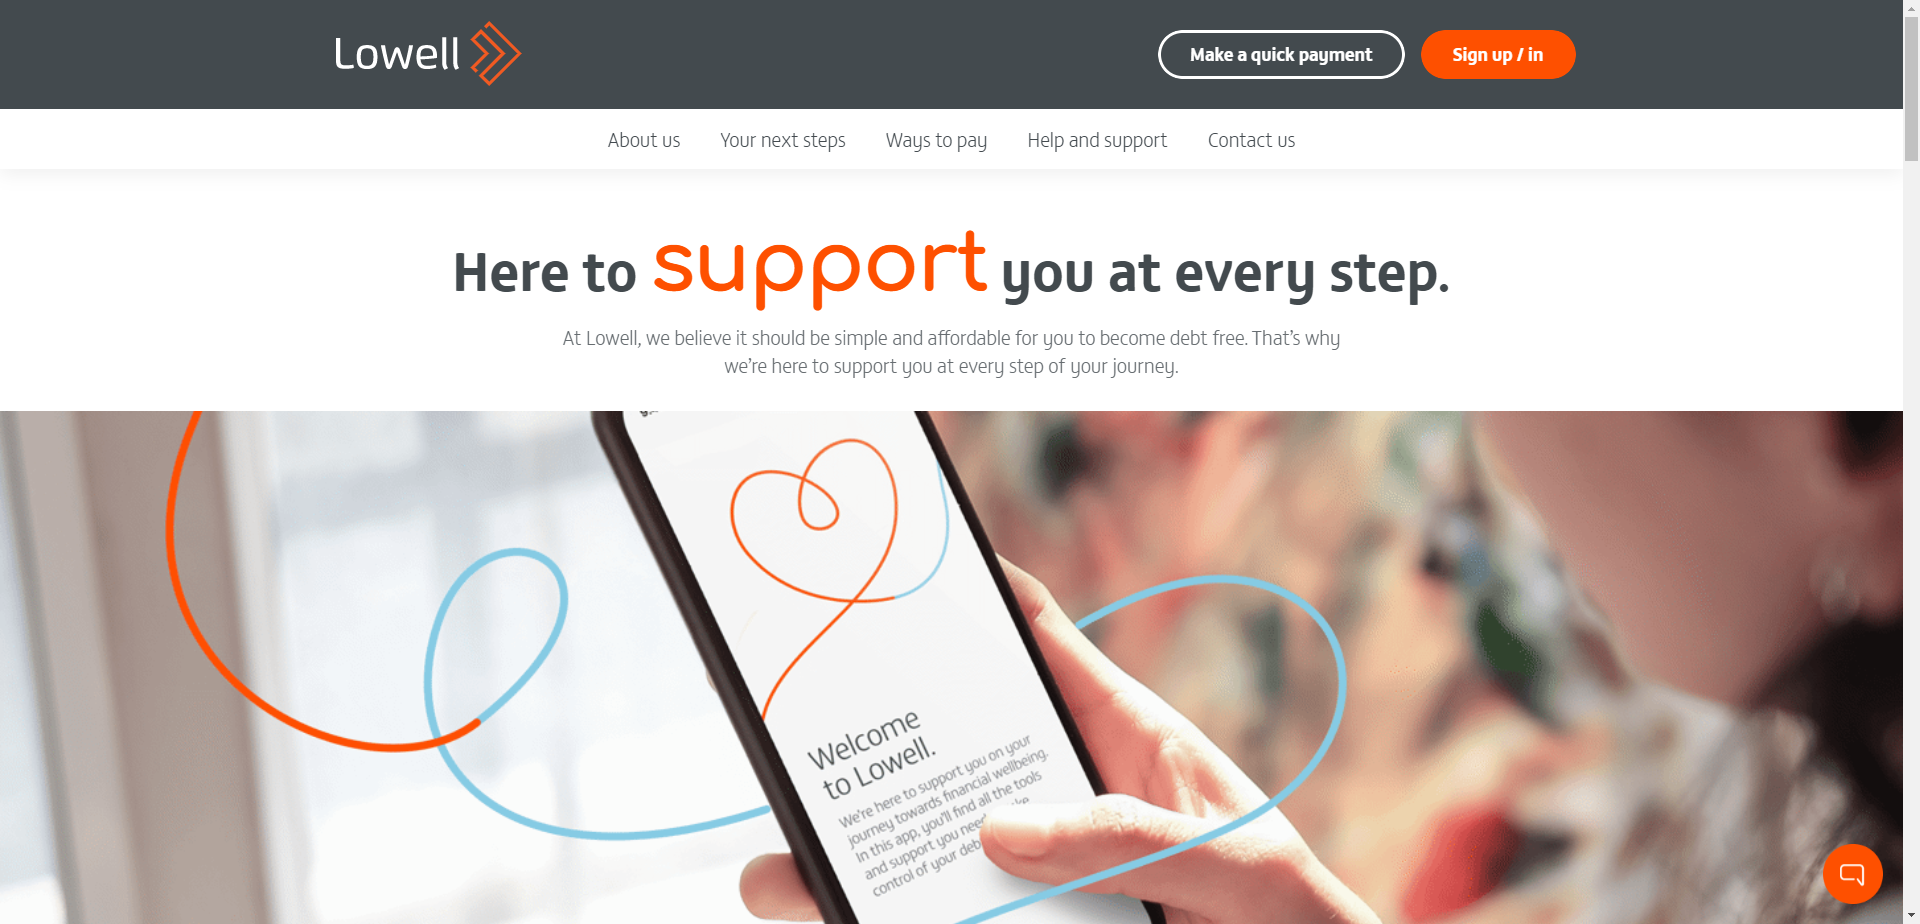 Lowell
Make a quick payment
Sign up / in
About us
Your next steps
Ways to pay
Help and support
Contact us
Here to support you at every step.
At Lowell, we believe it should be simple and affordable for you to become debt free. That’s why
we’re here to support you at every step of your journey.
Welcome
to Lowell.
We're here to support you on your
journey towards financial wellbeing.
In this app, you'll find all the tools
and support you need
control of your